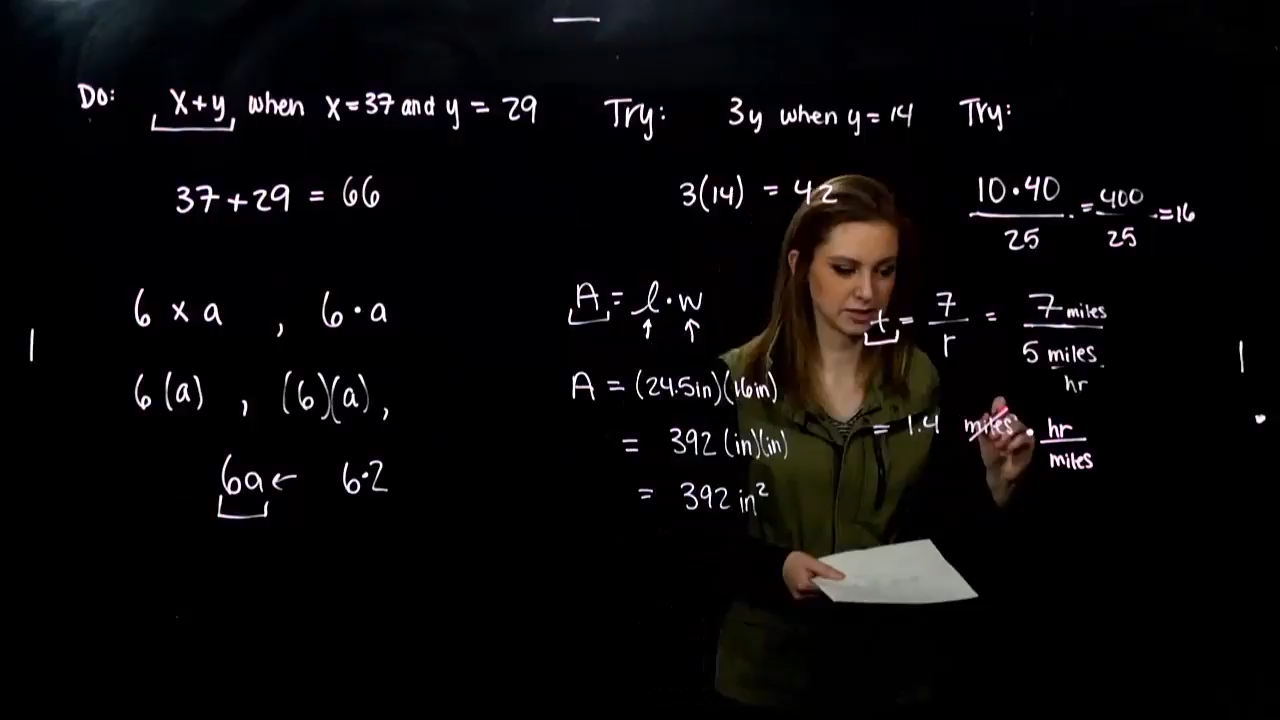 Do: x+y when x=37 and y = 29
37+29 = 66
6 x a , 6·a
6(a) , (6)(a),
6a ← 6·2
Try: 3y when y=14
3(14) = 42
A = l·w
A = (24.5in)(16in)
= 392 (in)(in)
= 392 in²
Try:
10·40 / 25 = 400 / 25 = 16
t = 7 / r = 7 miles / 5 miles / hr
= 1.4 miles · hr / miles